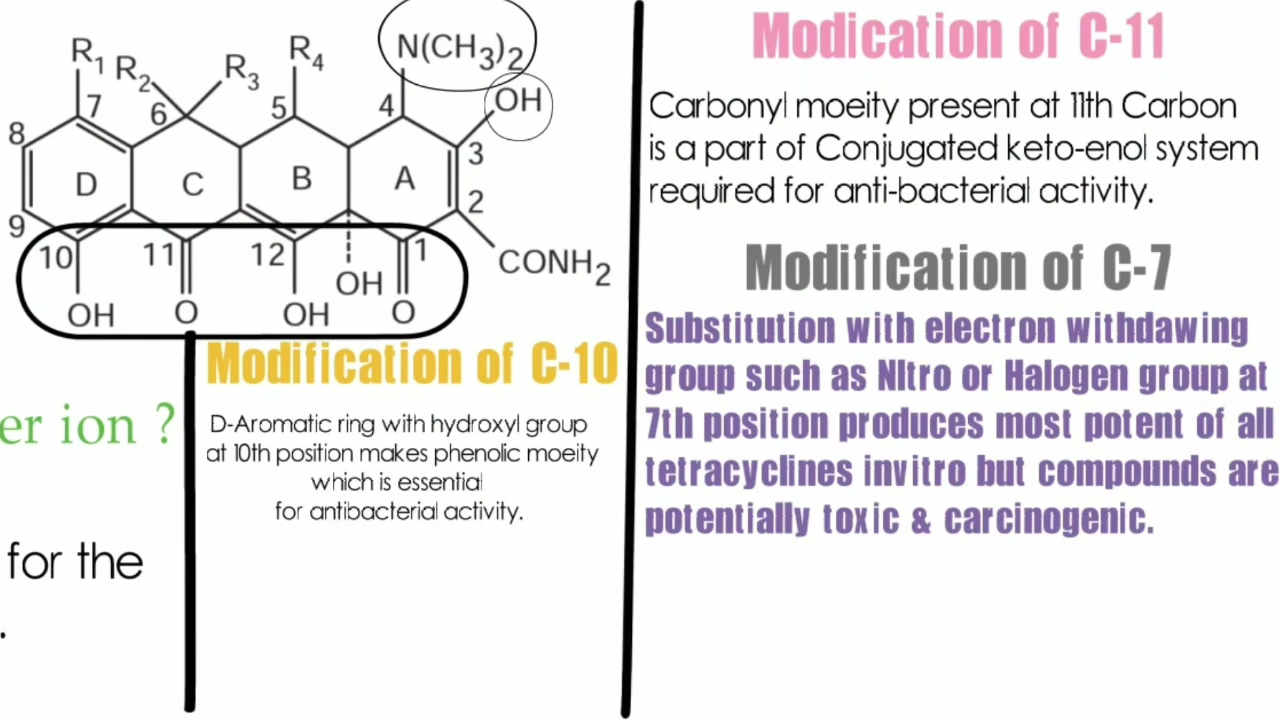 R1
R2
R3
R4
N(CH3)2
OH
7
6
5
4
8
3
D
C
B
A
2
9
10
11
12
1
OH
CONH2
OH
O
OH
O
er ion ?
for the
.
Modification of C-10
D-Aromatic ring with hydroxyl group
at 10th position makes phenolic moeity
which is essential
for antibacterial activity.
Modication of C-11
Carbonyl moeity present at 11th Carbon
is a part of Conjugated keto-enol system
required for anti-bacterial activity.
Modification of C-7
Substitution with electron withdawing
group such as NItro or Halogen group at
7th position produces most potent of all
tetracyclines invitro but compounds are
potentially toxic & carcinogenic.